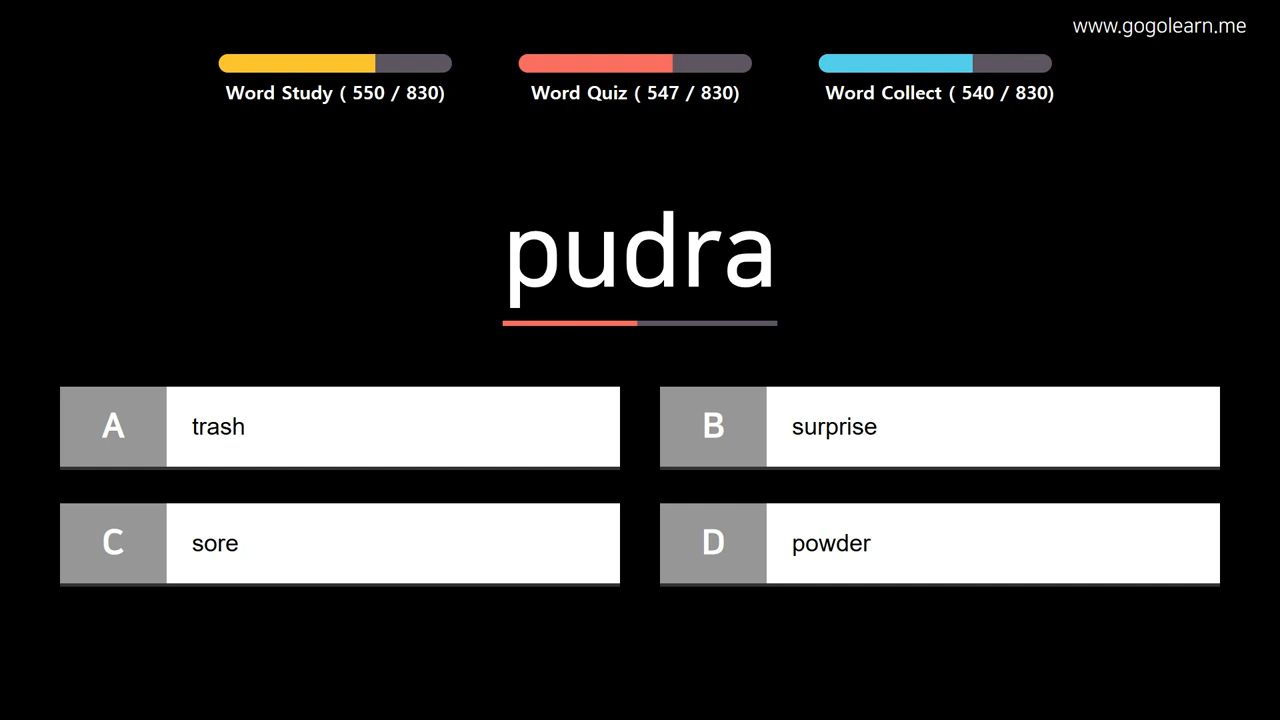 www.gogolearn.me
Word Study ( 550 / 830)
Word Quiz ( 547 / 830)
Word Collect ( 540 / 830)
pudra
A trash
B surprise
C sore
D powder